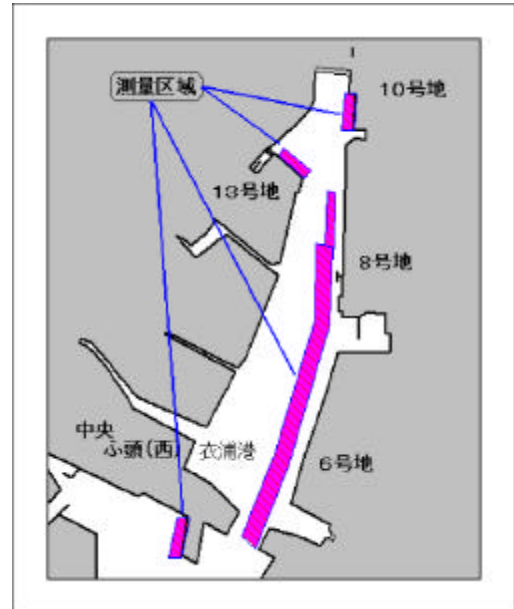 測量区域
10号地
13号地
8号地
中央
ふ頭(西)
衣浦港
6号地